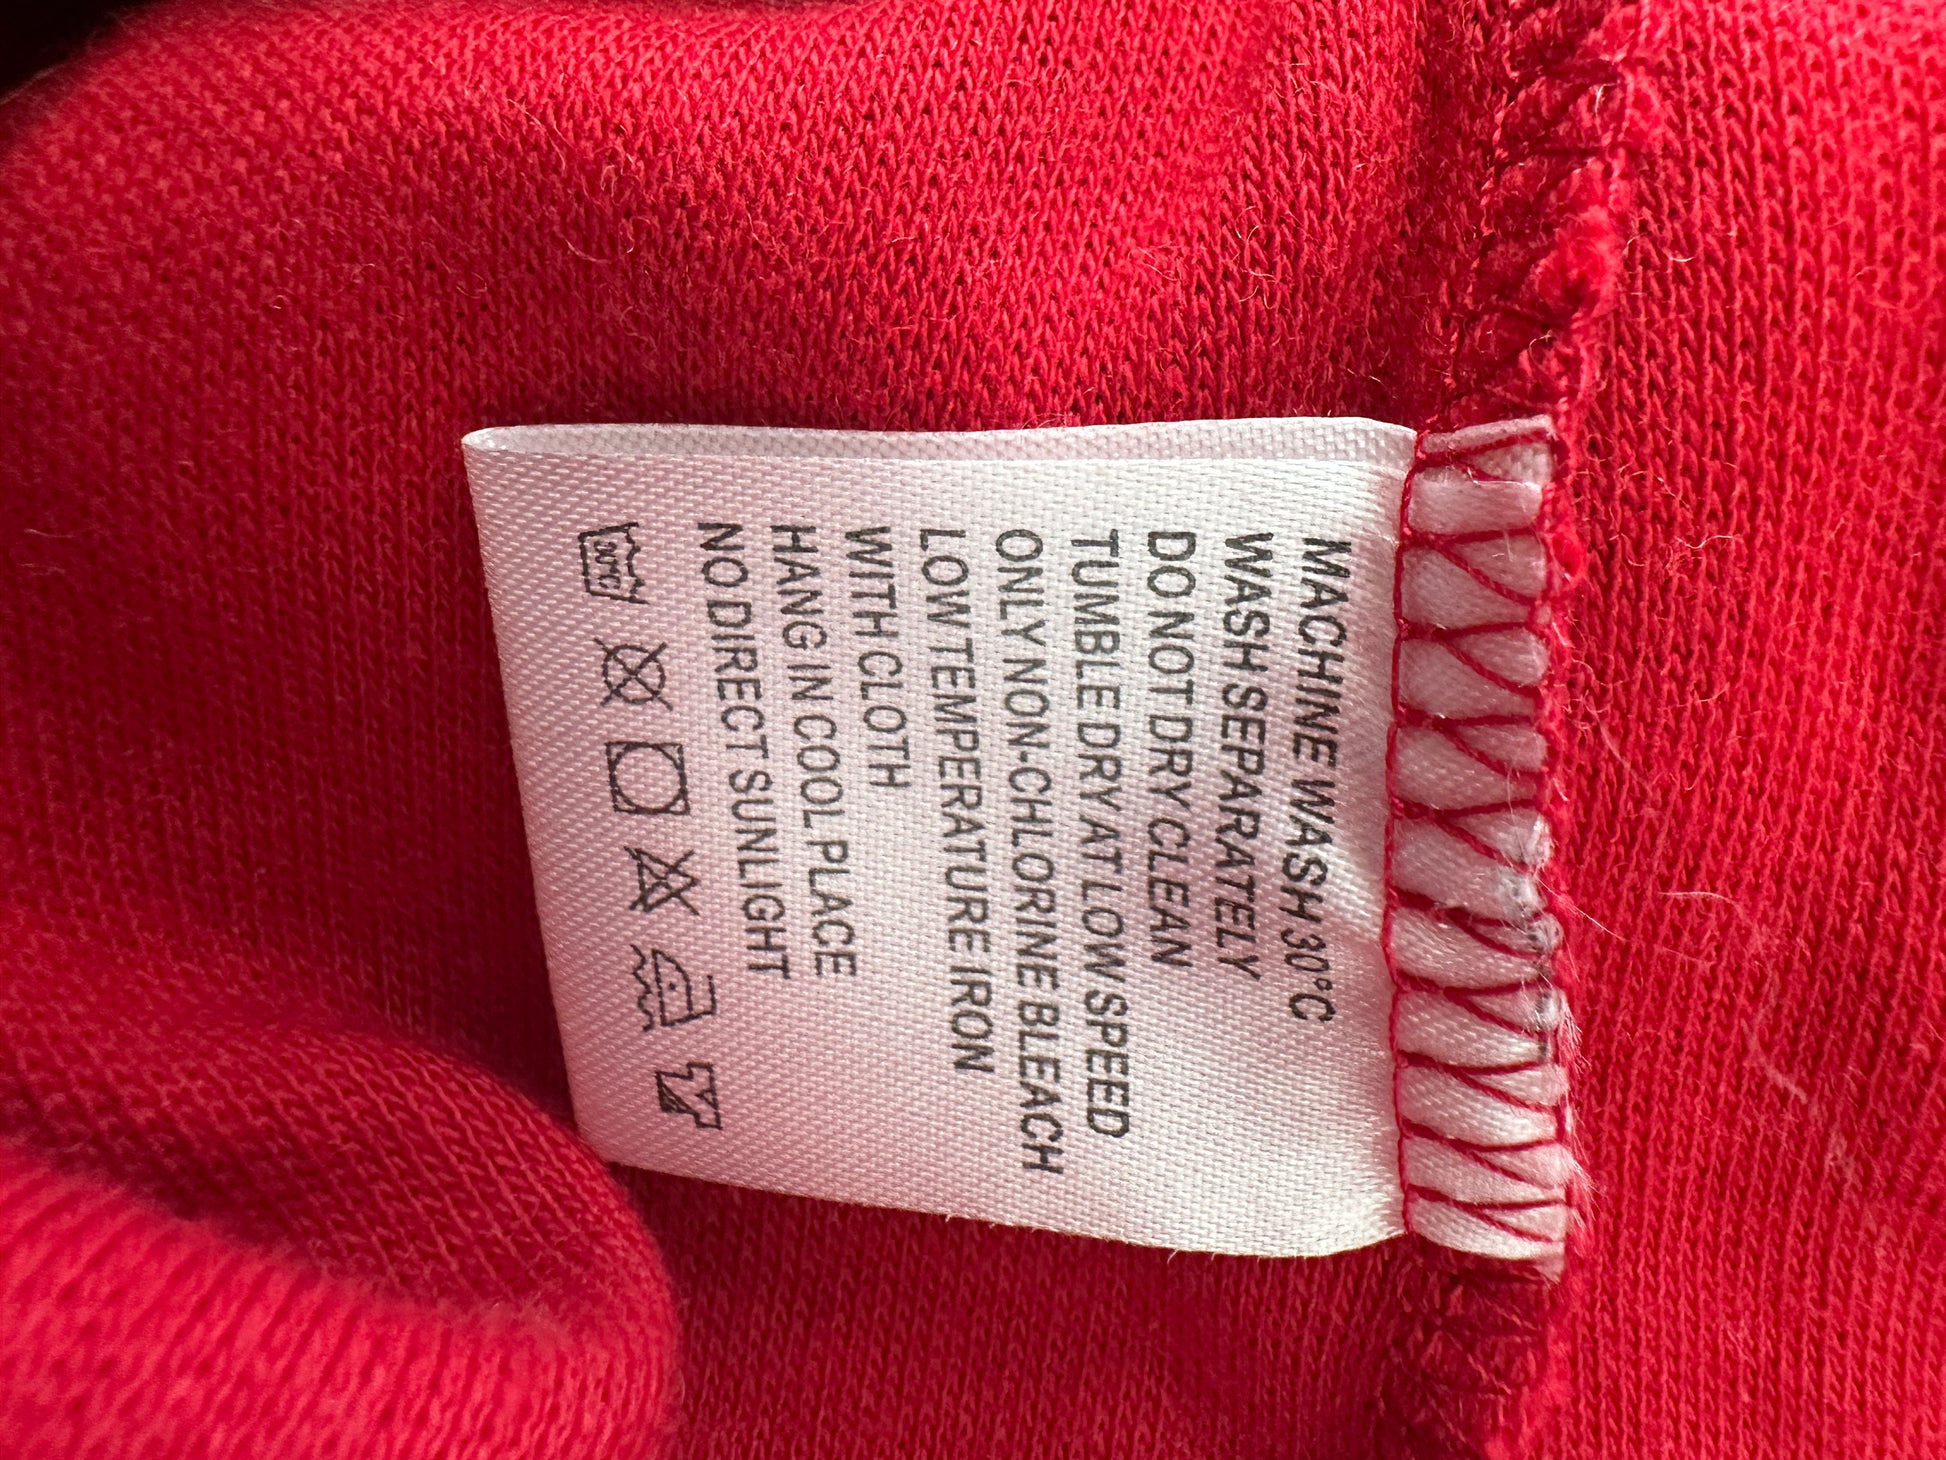 MACHINE WASH 30°C
WASH SEPARATELY
DO NOT DRY CLEAN
TUMBLE DRY AT LOW SPEED
ONLY NON-CHLORINE BLEACH
LOW TEMPERATURE IRON
WITH CLOTH
HANG IN COOL PLACE
NO DIRECT SUNLIGHT
30°C